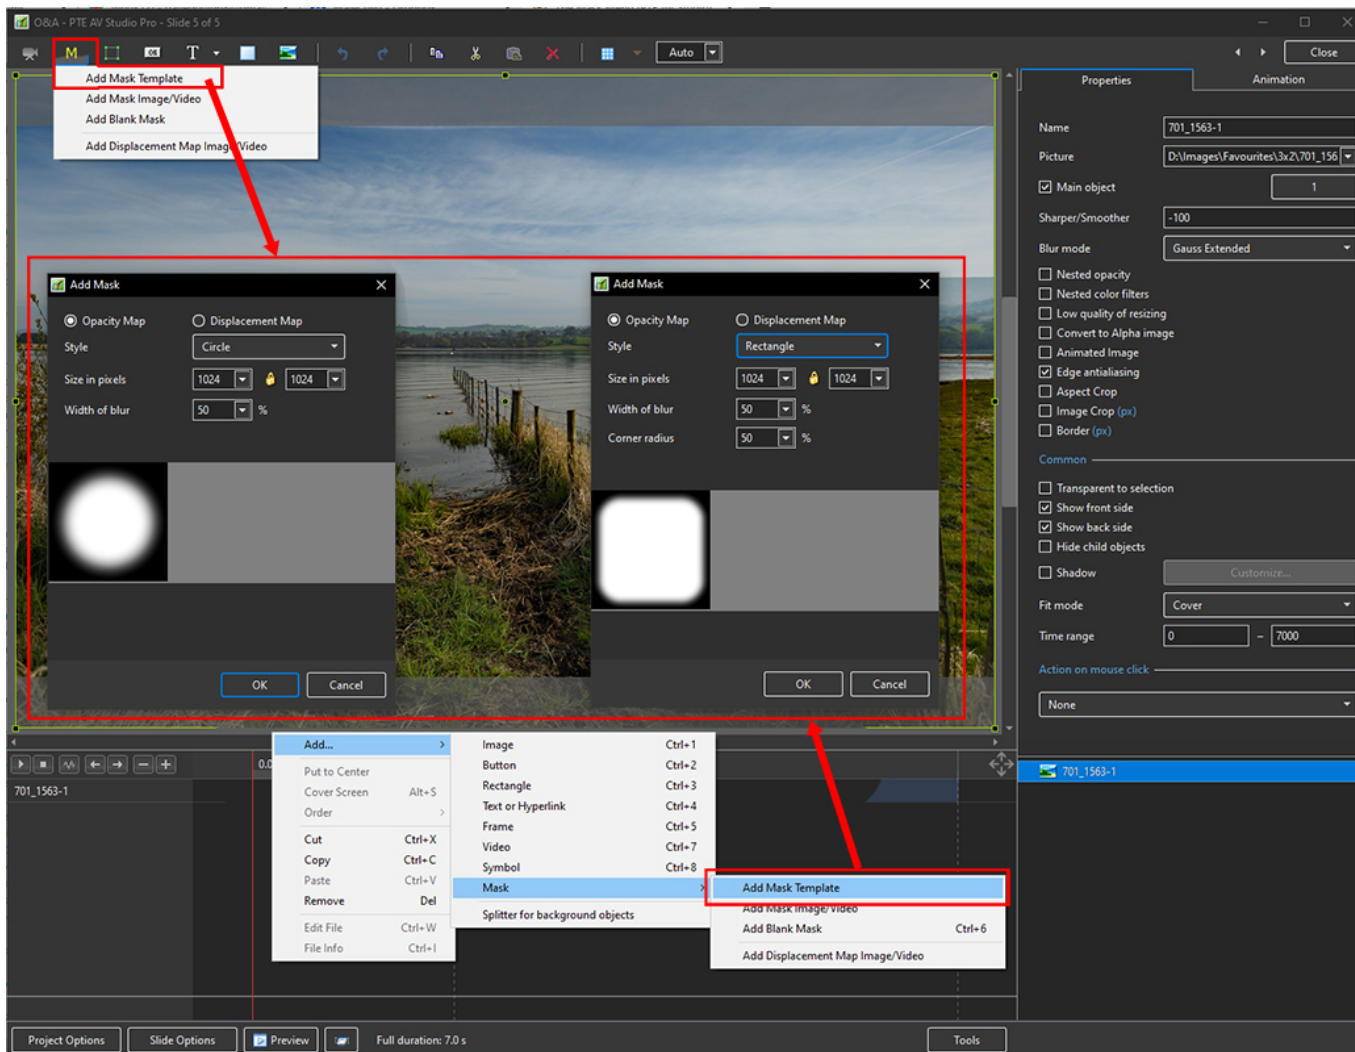 O&A - PTE AV Studio Pro - Slide 5 of 5
M
OK
T
Auto
Close
Add Mask Template
Add Mask Image/Video
Add Blank Mask
Add Displacement Map Image/Video
Properties
Animation
Name
701_1563-1
Picture
D:\Images\Favourites\3x2\701_156
Main object
1
Sharper/Smoother
-100
Blur mode
Gauss Extended
Nested opacity
Nested color filters
Low quality of resizing
Convert to Alpha image
Animated Image
Edge antialiasing
Aspect Crop
Image Crop (px)
Border (px)
Common
Transparent to selection
Show front side
Show back side
Hide child objects
Shadow
Customize...
Fit mode
Cover
Time range
0 - 7000
Action on mouse click
None
701_1563-1
Add Mask
Opacity Map
Displacement Map
Style
Circle
Size in pixels
1024
1024
Width of blur
50 %
OK
Cancel
Add Mask
Opacity Map
Displacement Map
Style
Rectangle
Size in pixels
1024
1024
Width of blur
50 %
Corner radius
50 %
OK
Cancel
0.0
701_1563-1
Add...
Put to Center
Cover Screen Alt+S
Order
Cut Ctrl+X
Copy Ctrl+C
Paste Ctrl+V
Remove Del
Edit File Ctrl+W
File Info Ctrl+I
Image Ctrl+1
Button Ctrl+2
Rectangle Ctrl+3
Text or Hyperlink Ctrl+4
Frame Ctrl+5
Video Ctrl+7
Symbol Ctrl+8
Mask
Splitter for background objects
Add Mask Template
Add Mask Image/Video
Add Blank Mask Ctrl+6
Add Displacement Map Image/Video
Project Options
Slide Options
Preview
Full duration: 7.0 s
Tools